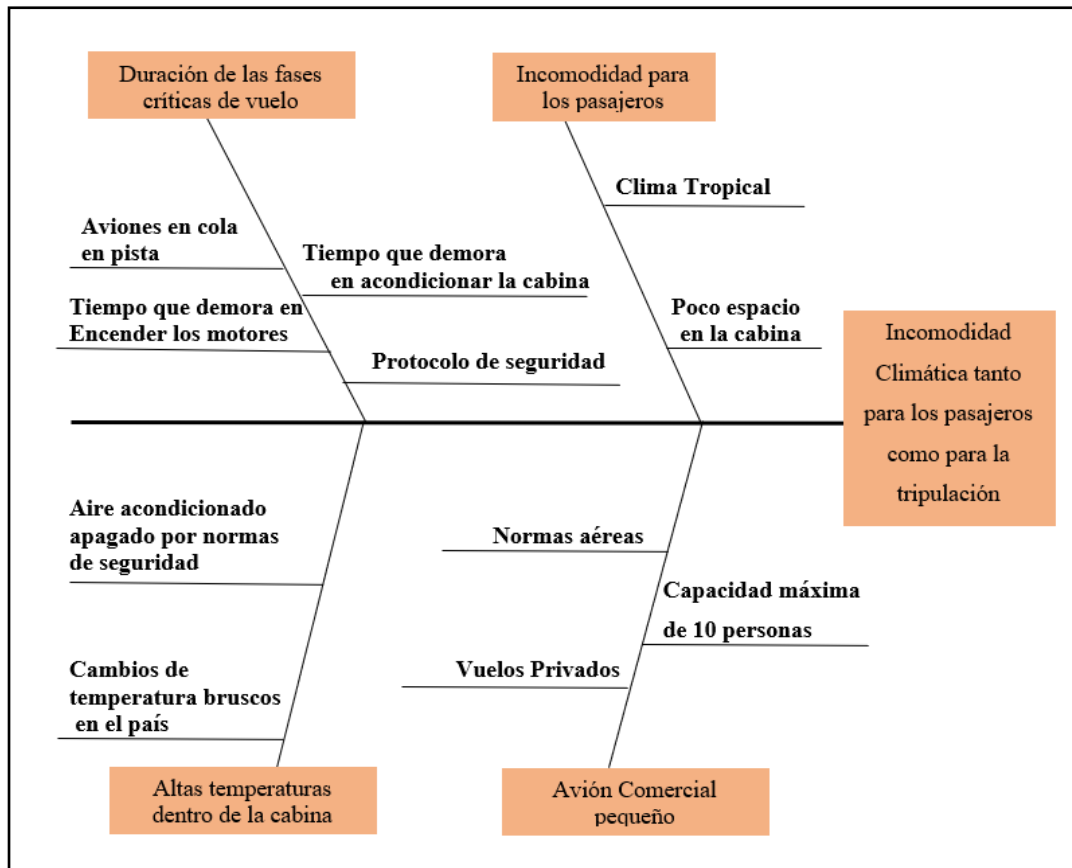 Duración de las fases
críticas de vuelo
Incomodidad para
los pasajeros
Clima Tropical
Aviones en cola
en pista
Tiempo que demora
en acondicionar la cabina
Tiempo que demora en
Encender los motores
Poco espacio
en la cabina
Protocolo de seguridad
Incomodidad
Climática tanto
para los pasajeros
como para la
tripulación
Aire acondicionado
apagado por normas
de seguridad
Normas aéreas
Capacidad máxima
de 10 personas
Cambios de
temperatura bruscos
en el país
Vuelos Privados
Altas temperaturas
dentro de la cabina
Avión Comercial
pequeño